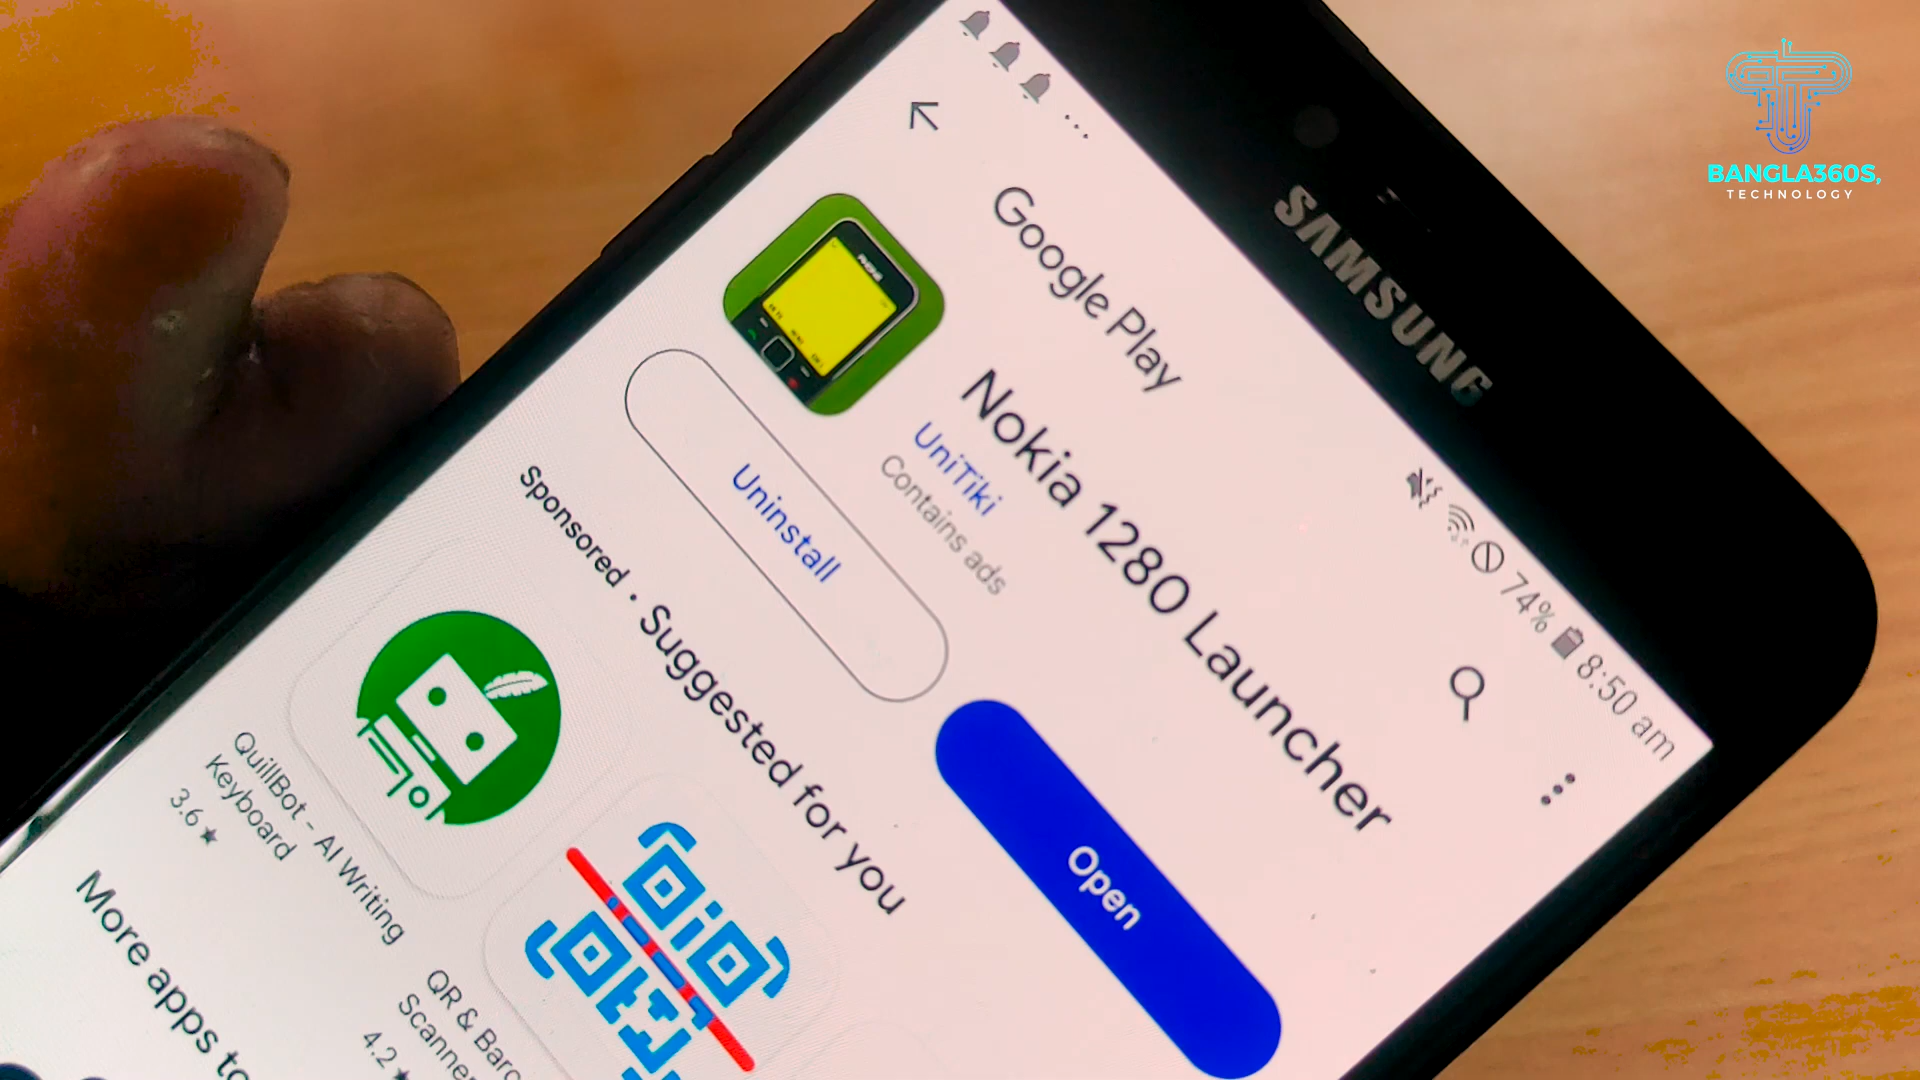 BANGLA360S,
TECHNOLOGY
SAMSUNG
74%
8:50 am
Google Play
Nokia 1280 Launcher
UniTiki
Contains ads
Uninstall
Open
Sponsored • Suggested for you
QuillBot - AI Writing
Keyboard
3.6 ★
QR & Barc
Scanne
4.2 ★
More apps to